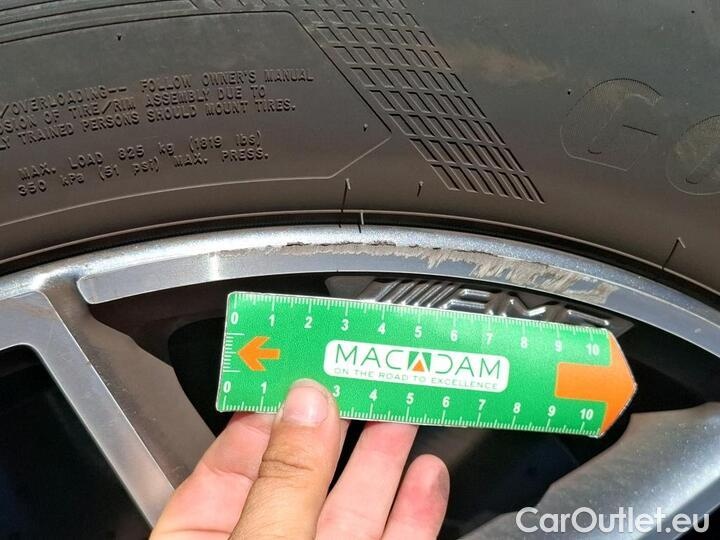 /OVERLOADING-- FOLLOW OWNER'S MANUAL
OSION OF TIRE/RIM ASSEMBLY DUE TO
LY TRAINED PERSONS SHOULD MOUNT TIRES.
MAX. LOAD 825 kg (1819 lbs)
350 kPa (51 psi) MAX. PRESS.
GO
AMG
0 1 2 3 4 5 6 7 8 9 10
MACADAM
ON THE ROAD TO EXCELLENCE
0 1 3 4 5 6 7 8 9 10
CarOutlet.eu